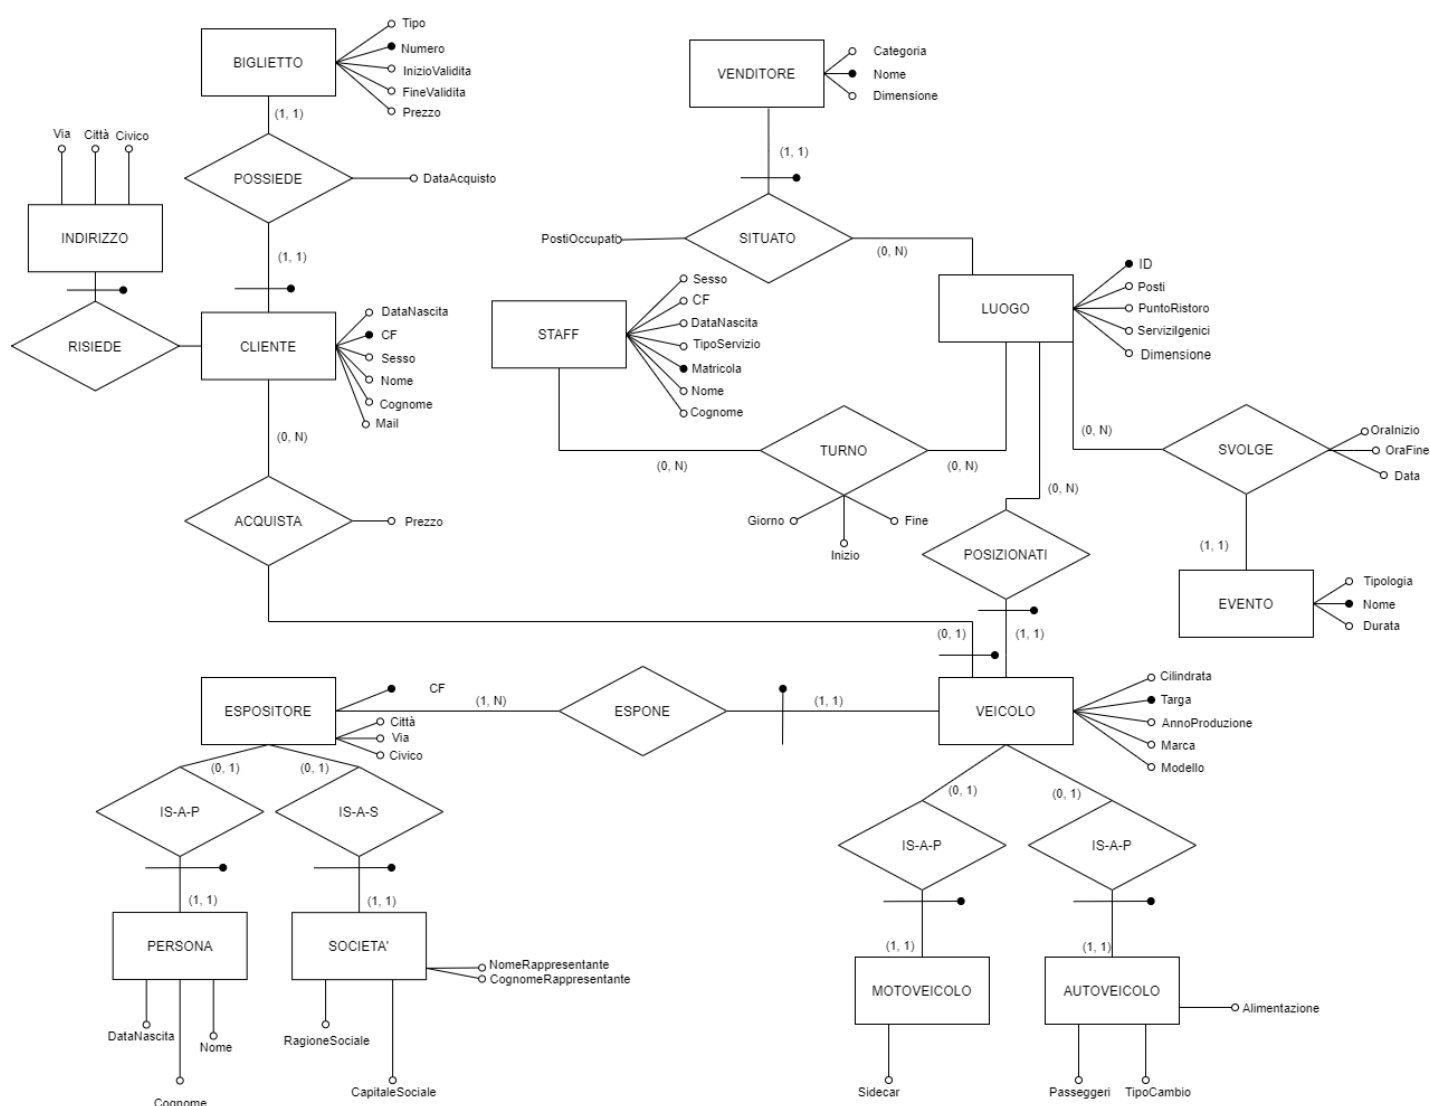 Tipo
BIGLIETTO
Numero
InizioValidita
FineValidita
Prezzo
(1, 1)
VENDITORE
Categoria
Nome
Dimensione
Via
Città
Civico
POSSIEDE
DataAcquisto
(1, 1)
INDIRIZZO
PostiOccupati
SITUATO
(0, N)
(1, 1)
ID
Posti
PuntoRistoro
ServiziIgenici
Dimensione
LUOGO
STAFF
Sesso
CF
DataNascita
TipoServizio
Matricola
Nome
Cognome
RISIEDE
CLIENTE
DataNascita
CF
Sesso
Nome
Cognome
Mail
(0, N)
(0, N)
TURNO
(0, N)
Giorno
Inizio
Fine
(0, N)
(0, N)
SVOLGE
OraInizio
OraFine
Data
ACQUISTA
Prezzo
POSIZIONATI
(1, 1)
EVENTO
Tipologia
Nome
Durata
(0, 1)
(1, 1)
ESPOSITORE
CF
Città
Via
Civico
(1, N)
ESPONE
(1, 1)
VEICOLO
Cilindrata
Targa
AnnoProduzione
Marca
Modello
(0, 1)
(0, 1)
IS-A-P
IS-A-S
(0, 1)
(0, 1)
IS-A-P
IS-A-P
(1, 1)
(1, 1)
PERSONA
SOCIETA'
NomeRappresentante
CognomeRappresentante
(1, 1)
(1, 1)
MOTOVEICOLO
AUTOVEICOLO
Alimentazione
DataNascita
Nome
Cognome
RagioneSociale
CapitaleSociale
Sidecar
Passeggeri
TipoCambio